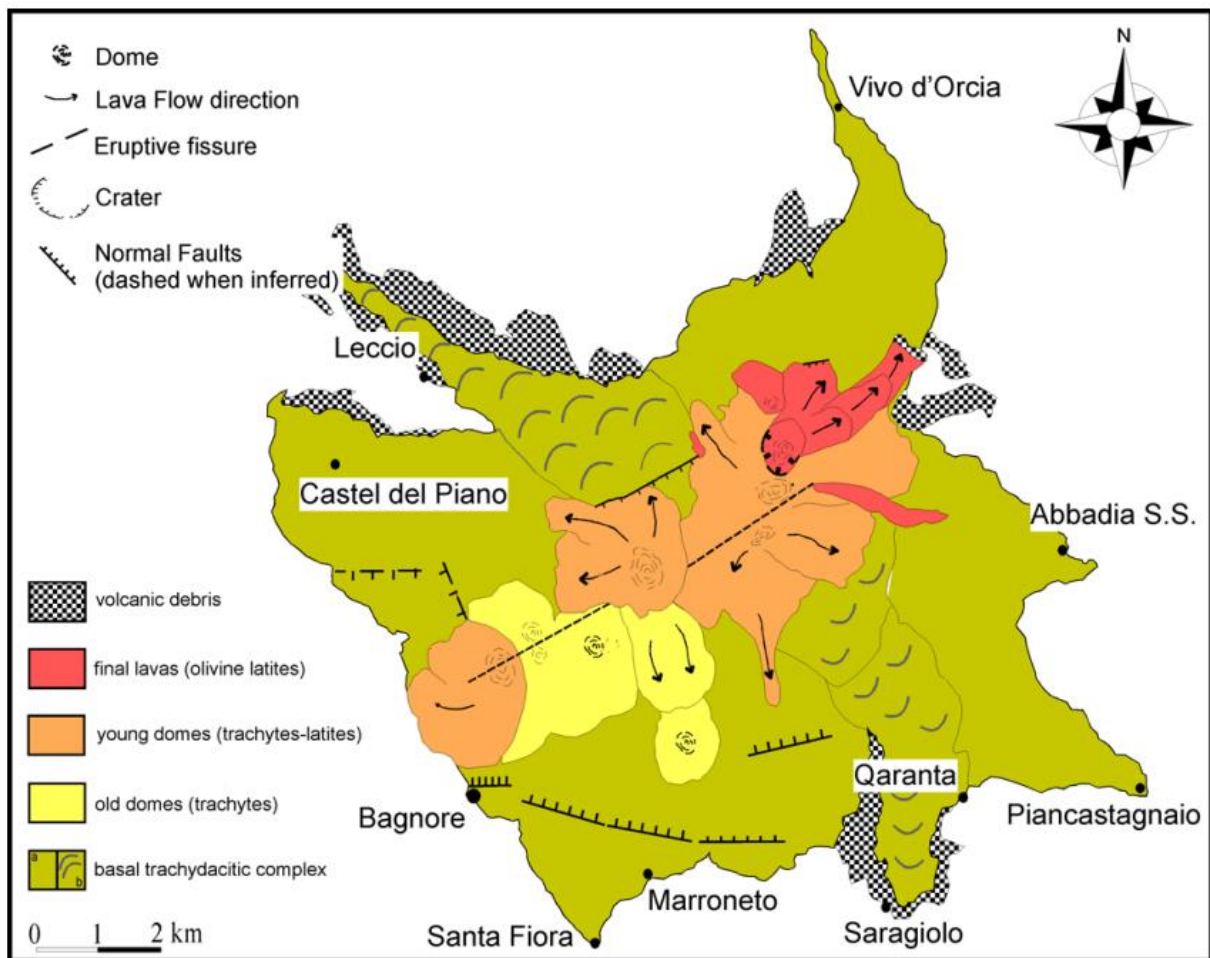 Dome
Lava Flow direction
Eruptive fissure
Crater
Normal Faults
(dashed when inferred)
N
Vivo d'Orcia
Leccio
Castel del Piano
Abbadia S.S.
volcanic debris
final lavas (olivine latites)
young domes (trachytes-latites)
old domes (trachytes)
a
b
basal trachydacitic complex
Qaranta
Piancastagnaio
Bagnore
Marroneto
Saragiolo
Santa Fiora
0 1 2 km